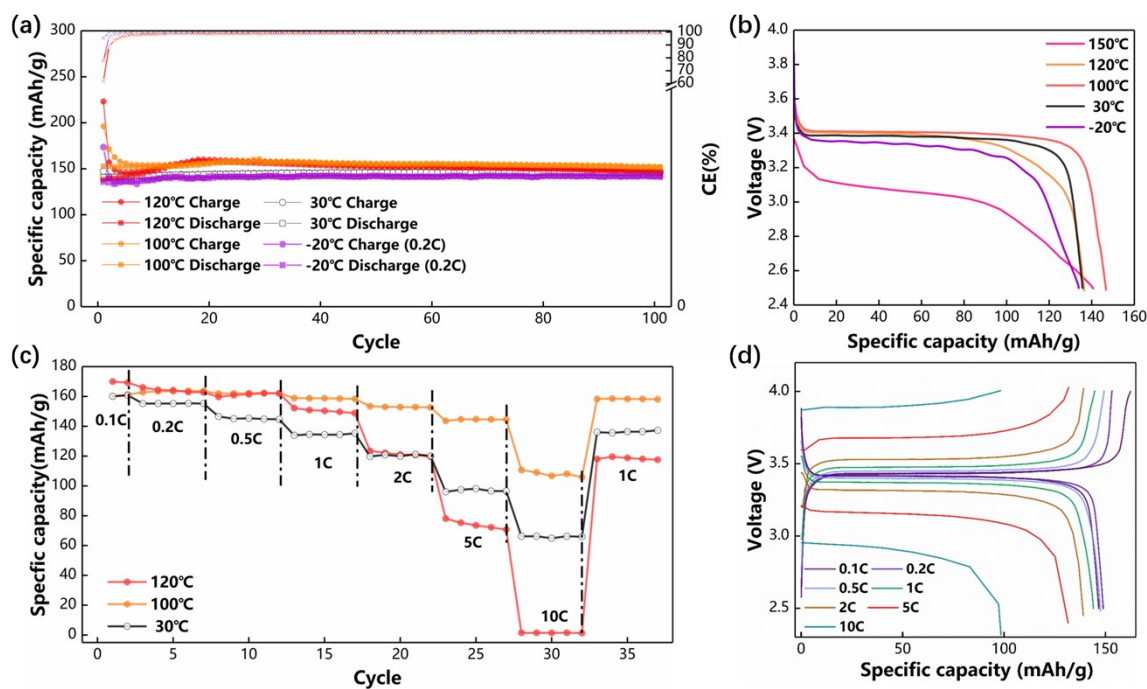 (a)
300
250
200
150
100
50
0
Specific capacity (mAh/g)
100
90
80
70
60
0
CE(%)
120℃ Charge
120℃ Discharge
100℃ Charge
100℃ Discharge
30℃ Charge
30℃ Discharge
-20℃ Charge (0.2C)
-20℃ Discharge (0.2C)
0 20 40 60 80 100
Cycle
(b)
4.0
3.8
3.6
3.4
3.2
3.0
2.8
2.6
2.4
Voltage (V)
150℃
120℃
100℃
30℃
-20℃
0 20 40 60 80 100 120 140 160
Specific capacity (mAh/g)
(c)
180
160
140
120
100
80
60
40
20
0
Specfic capacity(mAh/g)
0.1C
0.2C
0.5C
1C
2C
5C
10C
1C
120℃
100℃
30℃
0 5 10 15 20 25 30 35
Cycle
(d)
4.0
3.5
3.0
2.5
Voltage (V)
0.1C 0.2C
0.5C 1C
2C 5C
10C
0 50 100 150
Specific capacity (mAh/g)